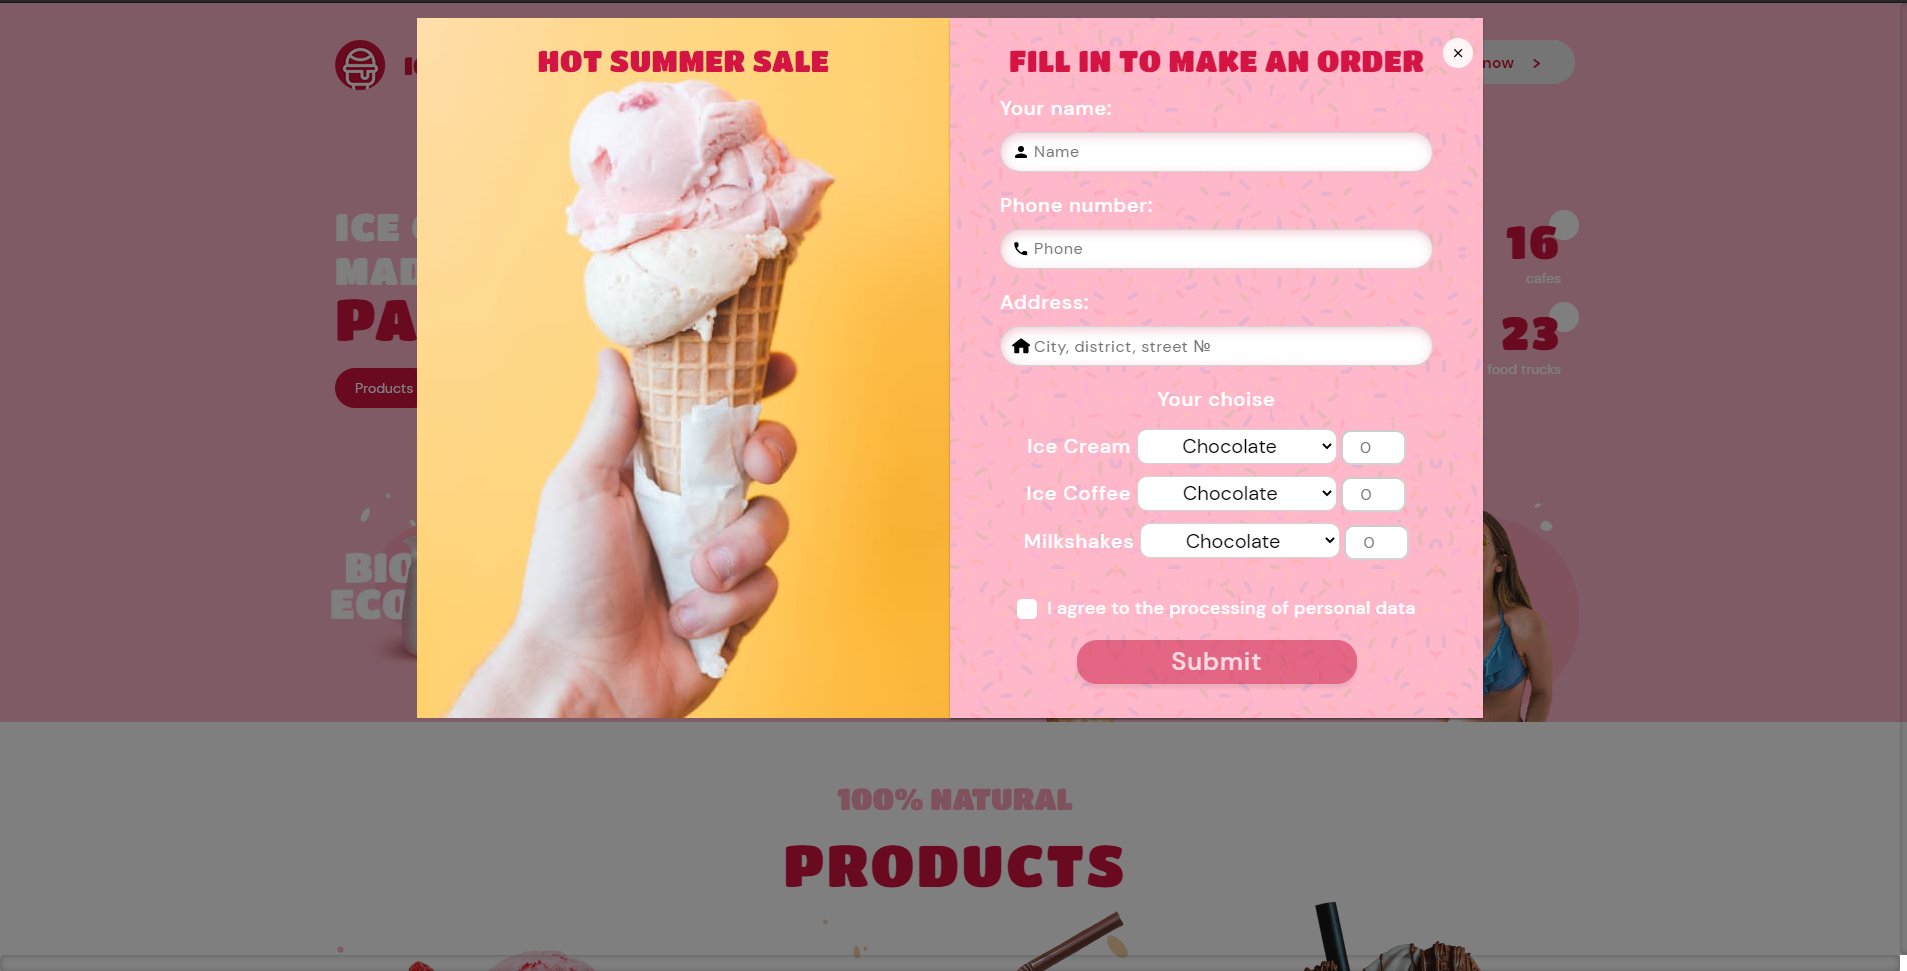 HOT SUMMER SALE
FILL IN TO MAKE AN ORDER
×
now >
Your name:
Name
Phone number:
Phone
Address:
City, district, street №
Your choise
Ice Cream Chocolate 0
Ice Coffee Chocolate 0
Milkshakes Chocolate 0
I agree to the processing of personal data
Submit
ICE
MAD
PA
Products
16
cafes
23
food trucks
BIO
ECO
100% NATURAL
PRODUCTS